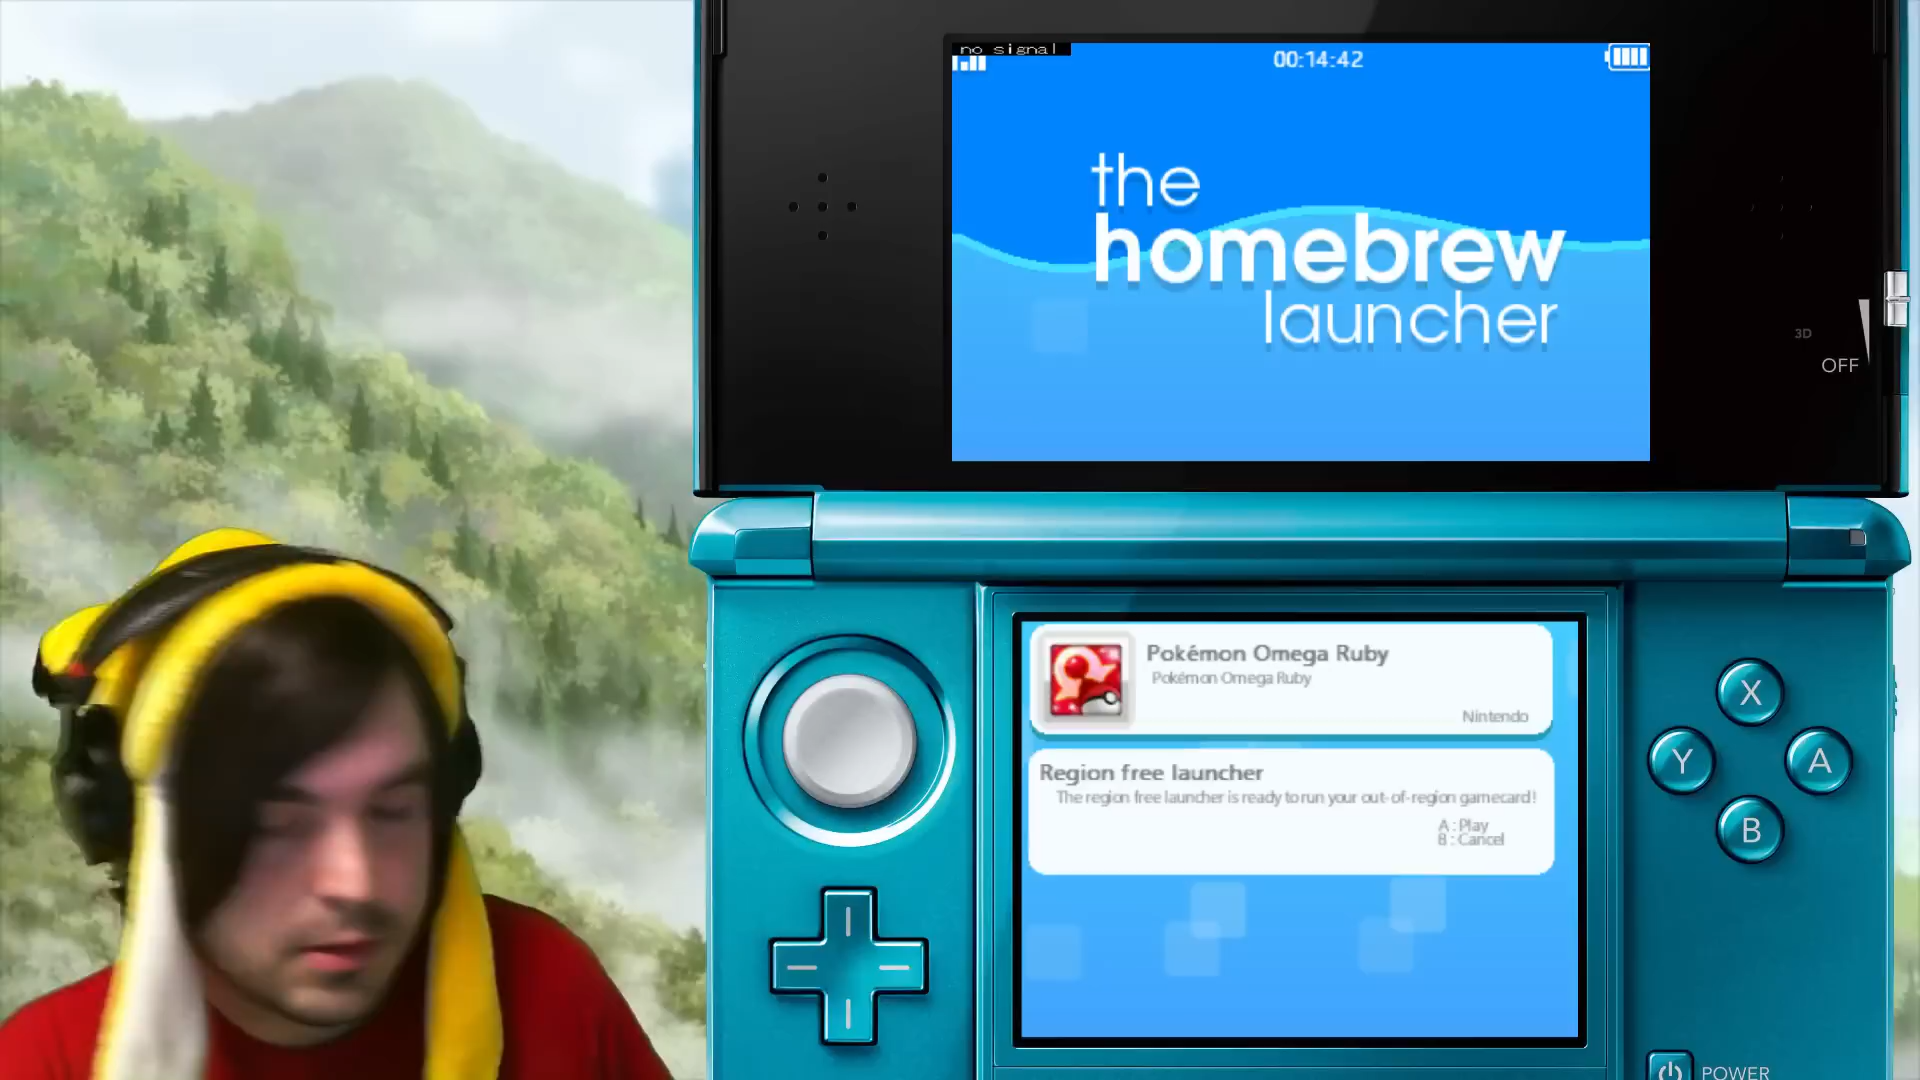 no signal
00:14:42
the
homebrew
launcher
3D
OFF
Pokémon Omega Ruby
Pokémon Omega Ruby
Nintendo
Region free launcher
The region free launcher is ready to run your out-of-region gamecard!
A : Play
B : Cancel
X
Y
A
B
POWER